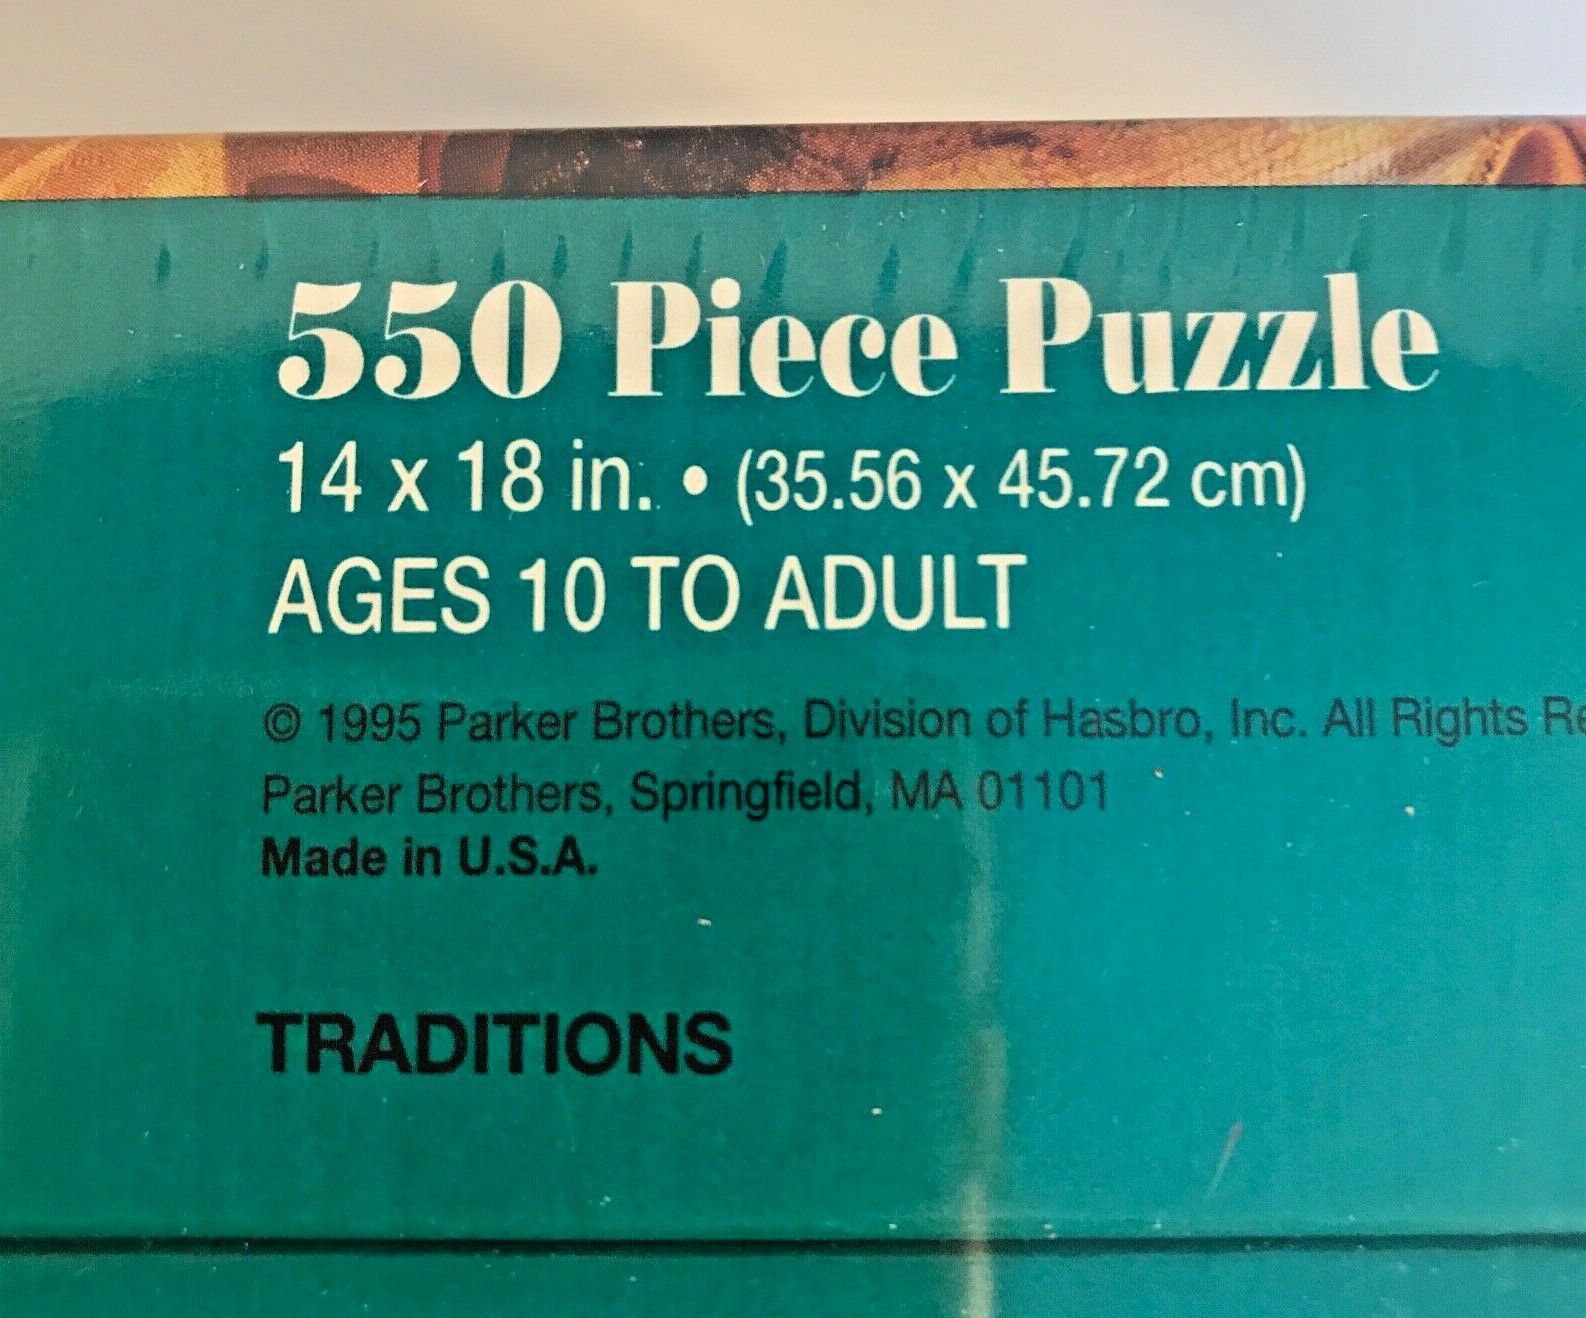 550 Piece Puzzle
14 x 18 in. • (35.56 x 45.72 cm)
AGES 10 TO ADULT
© 1995 Parker Brothers, Division of Hasbro, Inc. All Rights Re
Parker Brothers, Springfield, MA 01101
Made in U.S.A.
TRADITIONS